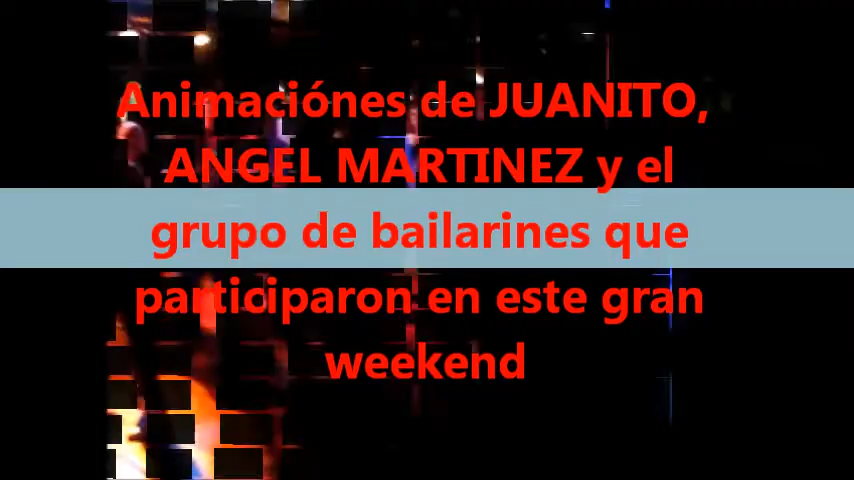 Animaciónes de JUANITO,
ANGEL MARTINEZ y el
grupo de bailarines que
participaron en este gran
weekend